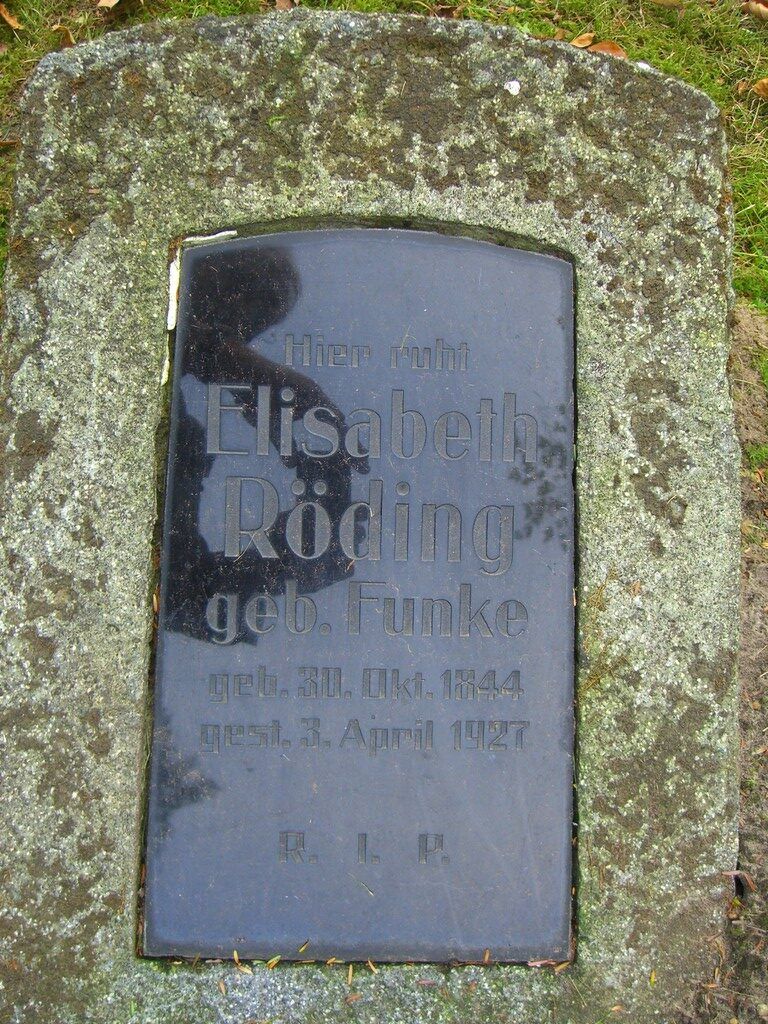 Hier ruht
Elisabeth
Röding
geb. Funke
geb. 30. Okt. 1844
gest. 3. April 1927
R. I. P.